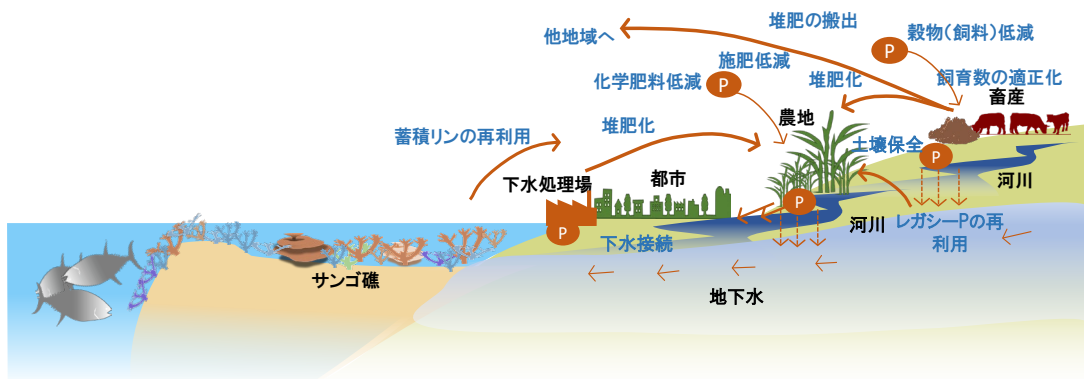 堆肥の搬出
他地域へ
P
穀物(飼料)低減
施肥低減
化学肥料低減
P
堆肥化
飼育数の適正化
畜産
農地
蓄積リンの再利用
堆肥化
土壌保全
P
下水処理場
都市
河川
P
P
下水接続
河川
レガシーPの再
利用
サンゴ礁
地下水